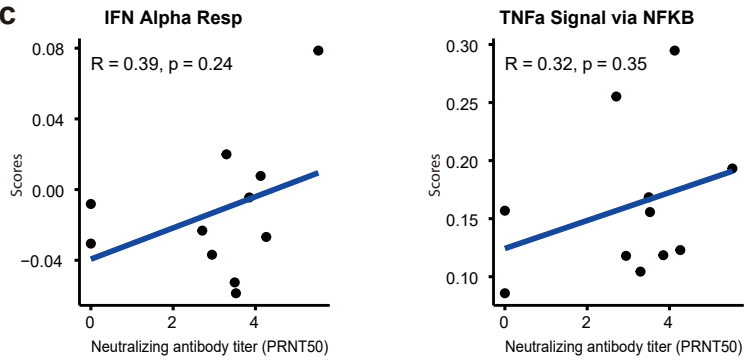 C
IFN Alpha Resp
R = 0.39, p = 0.24
0.08
0.04
0.00
−0.04
Scores
0 2 4
Neutralizing antibody titer (PRNT50)
TNFa Signal via NFKB
R = 0.32, p = 0.35
0.30
0.25
0.20
0.15
0.10
Scores
0 2 4
Neutralizing antibody titer (PRNT50)